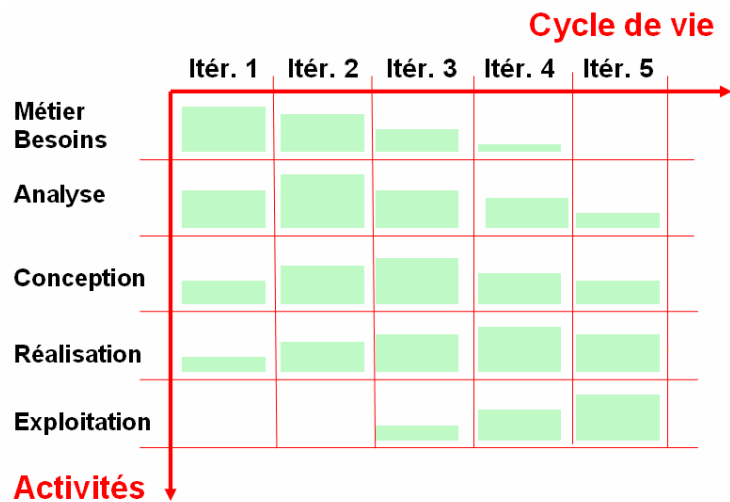 Cycle de vie
Itér. 1 Itér. 2 Itér. 3 Itér. 4 Itér. 5
Métier
Besoins
Analyse
Conception
Réalisation
Exploitation
Activités